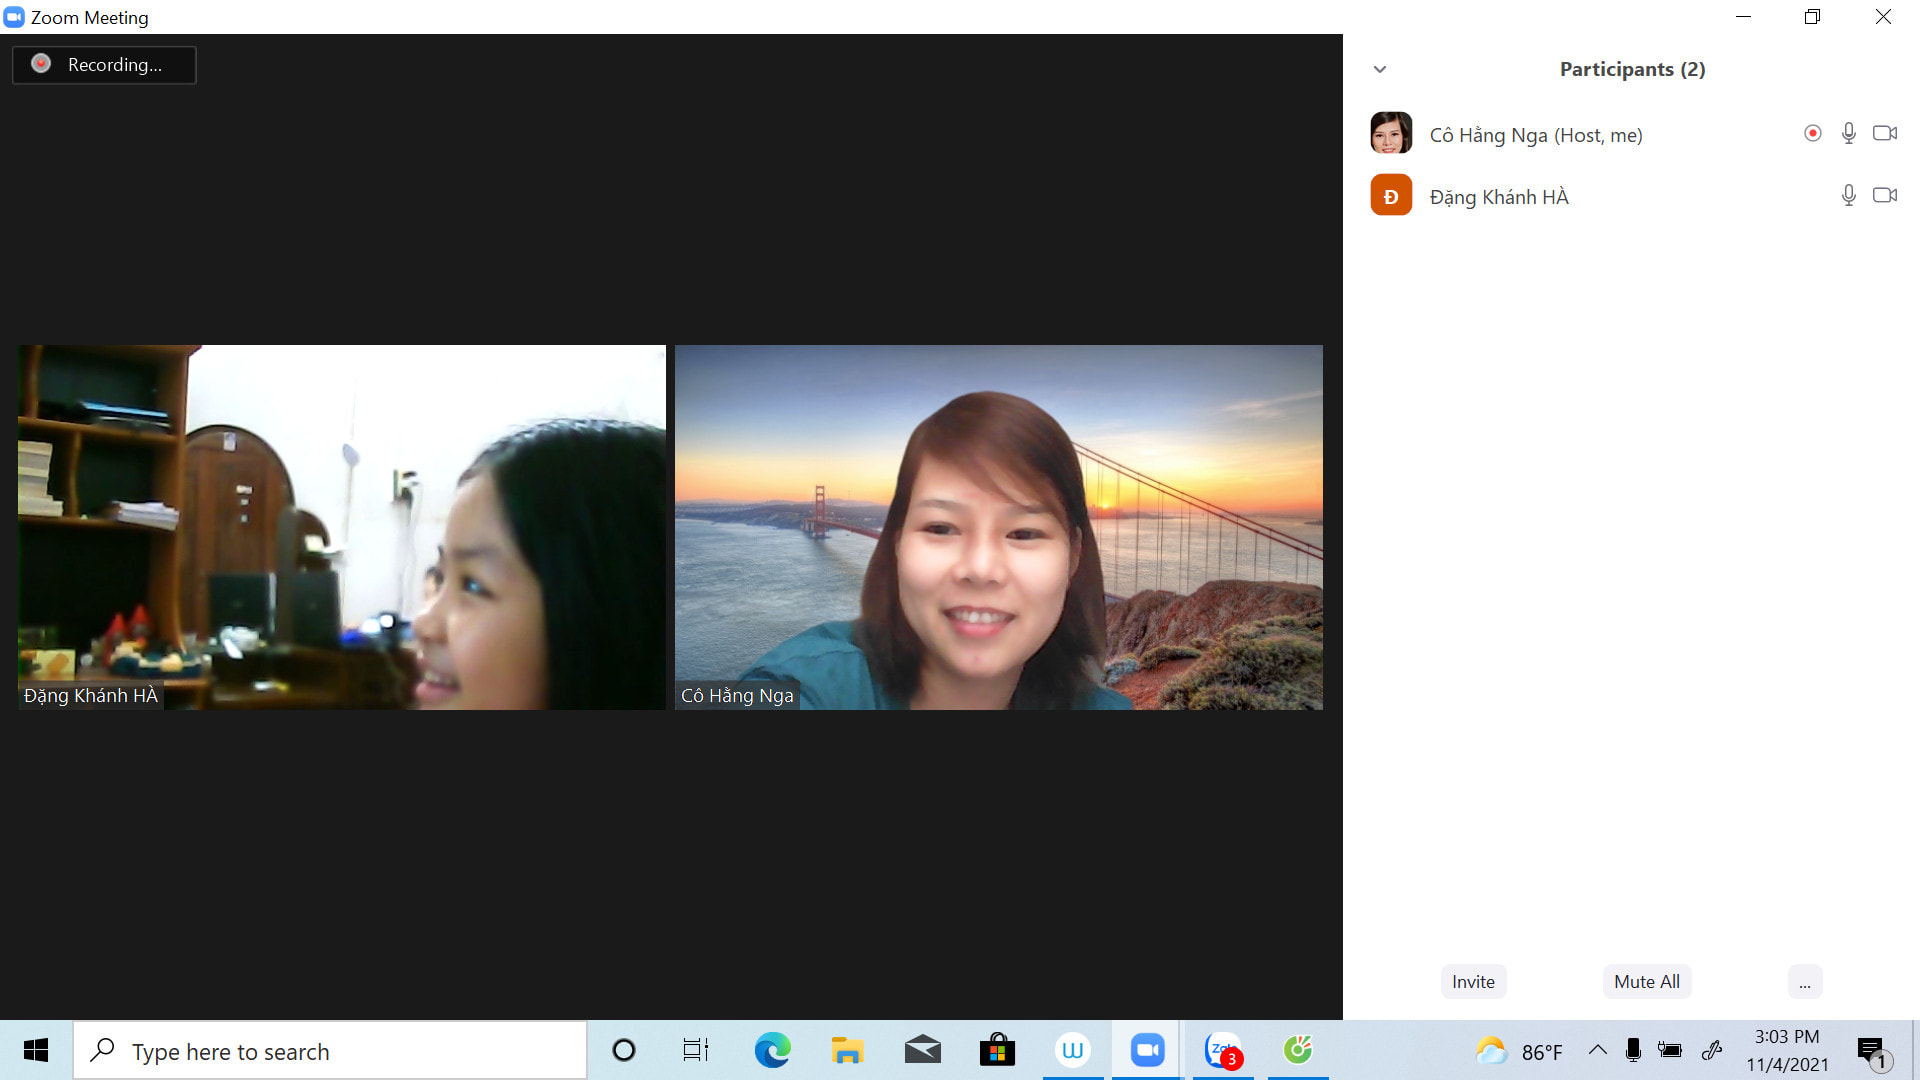 Zoom Meeting
Recording...
Participants (2)
Cô Hằng Nga (Host, me)
Đ
Đặng Khánh HÀ
Đặng Khánh HÀ
Cô Hằng Nga
Invite
Mute All
...
Type here to search
W
Zalo
3
86°F
3:03 PM
11/4/2021
1